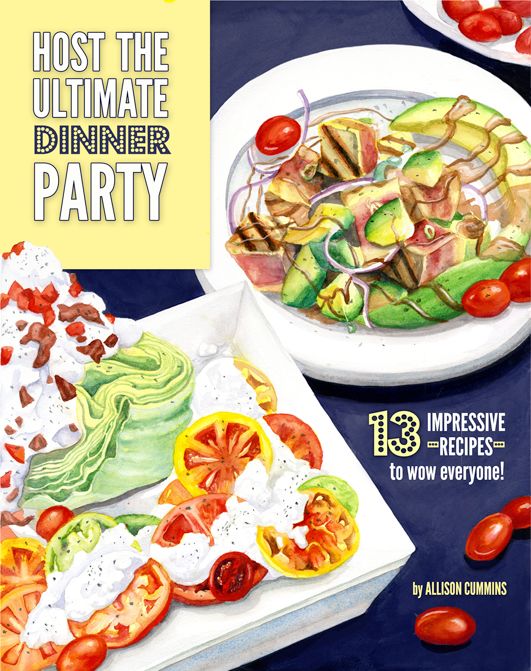 HOST THE
ULTIMATE
DINNER
PARTY
13 IMPRESSIVE
-RECIPES-
to wow everyone!
by ALLISON CUMMINS